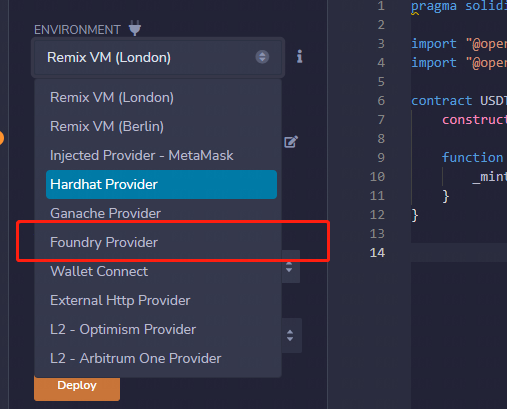 ENVIRONMENT
Remix VM (London)
Remix VM (London)
Remix VM (Berlin)
Injected Provider - MetaMask
Hardhat Provider
Ganache Provider
Foundry Provider
Wallet Connect
External Http Provider
L2 - Optimism Provider
L2 - Arbitrum One Provider
Deploy
1 pragma solidi
2
3 import "@open
4 import "@open
5
6 contract USDT
7 construct
8
9 function
10 _mint
11 }
12 }
13
14